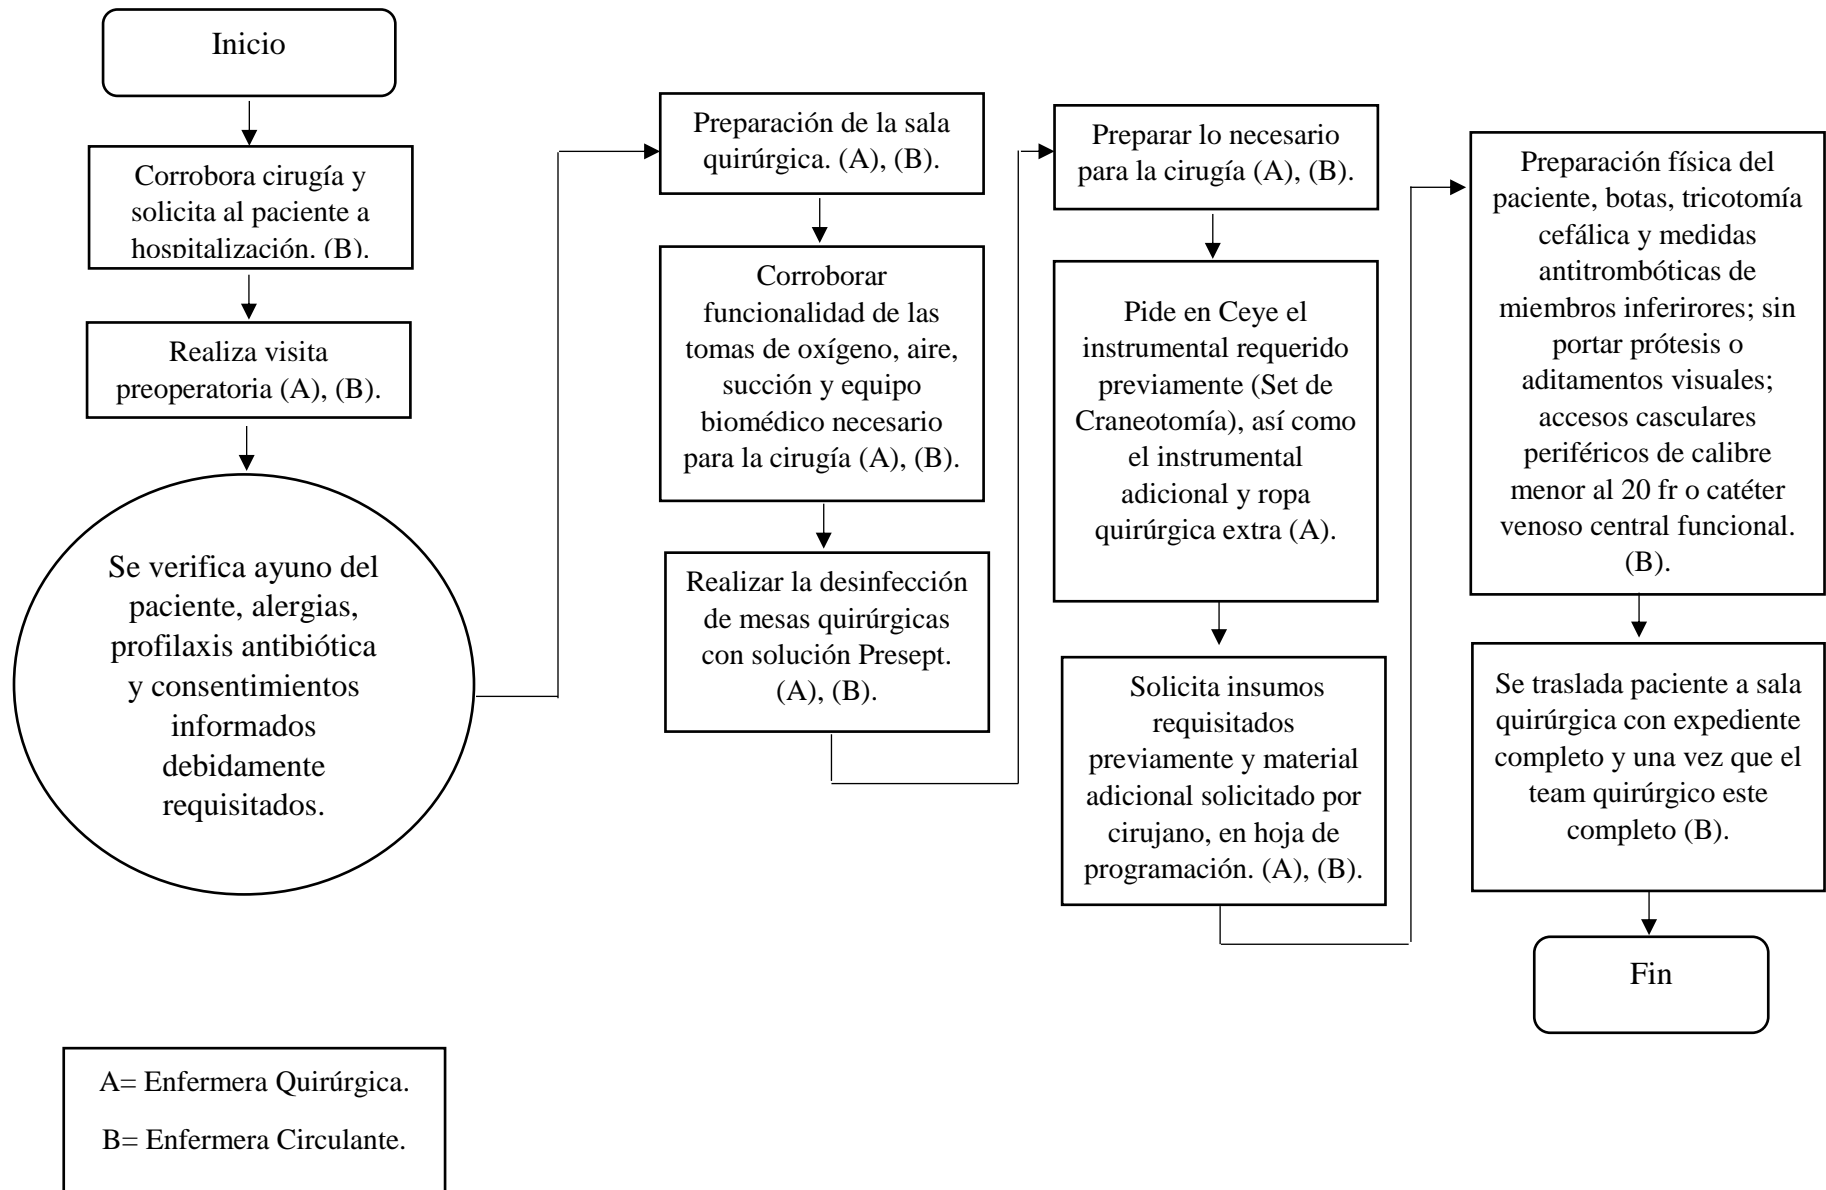 Inicio
Corrobora cirugía y
solicita al paciente a
hospitalización. (B).
Realiza visita
preoperatoria (A), (B).
Se verifica ayuno del
paciente, alergias,
profilaxis antibiótica
y consentimientos
informados
debidamente
requisitados.
Preparación de la sala
quirúrgica. (A), (B).
Corroborar
funcionalidad de las
tomas de oxígeno, aire,
succión y equipo
biomédico necesario
para la cirugía (A), (B).
Realizar la desinfección
de mesas quirúrgicas
con solución Presept.
(A), (B).
Preparar lo necesario
para la cirugía (A), (B).
Pide en Ceye el
instrumental requerido
previamente (Set de
Craneotomía), así como
el instrumental
adicional y ropa
quirúrgica extra (A).
Solicita insumos
requisitados
previamente y material
adicional solicitado por
cirujano, en hoja de
programación. (A), (B).
Preparación física del
paciente, botas, tricotomía
cefálica y medidas
antitrombóticas de
miembros inferirores; sin
portar prótesis o
aditamentos visuales;
accesos casculares
periféricos de calibre
menor al 20 fr o catéter
venoso central funcional.
(B).
Se traslada paciente a sala
quirúrgica con expediente
completo y una vez que el
team quirúrgico este
completo (B).
Fin
A= Enfermera Quirúrgica.
B= Enfermera Circulante.